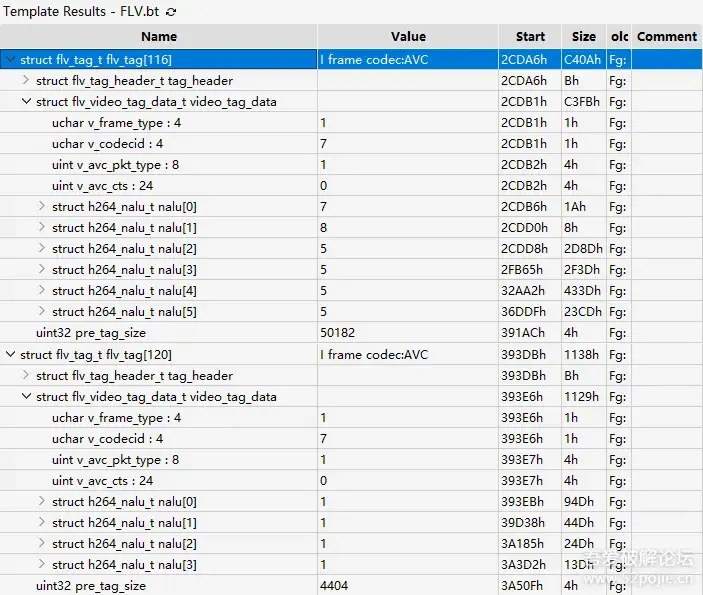 Template Results - FLV.bt
Name Value Start Size olc Comment
struct flv_tag_t flv_tag[116] I frame codec:AVC 2CDA6h C40Ah Fg:
struct flv_tag_header_t tag_header 2CDA6h Bh Fg:
struct flv_video_tag_data_t video_tag_data 2CDB1h C3FBh Fg:
uchar v_frame_type : 4 1 2CDB1h 1h Fg:
uchar v_codecid : 4 7 2CDB1h 1h Fg:
uint v_avc_pkt_type : 8 1 2CDB2h 4h Fg:
uint v_avc_cts : 24 0 2CDB2h 4h Fg:
struct h264_nalu_t nalu[0] 7 2CDB6h 1Ah Fg:
struct h264_nalu_t nalu[1] 8 2CDD0h 8h Fg:
struct h264_nalu_t nalu[2] 5 2CDD8h 2D8Dh Fg:
struct h264_nalu_t nalu[3] 5 2FB65h 2F3Dh Fg:
struct h264_nalu_t nalu[4] 5 32AA2h 433Dh Fg:
struct h264_nalu_t nalu[5] 5 36DDFh 23CDh Fg:
uint32 pre_tag_size 50182 391ACh 4h Fg:
struct flv_tag_t flv_tag[120] I frame codec:AVC 393DBh 1138h Fg:
struct flv_tag_header_t tag_header 393DBh Bh Fg:
struct flv_video_tag_data_t video_tag_data 393E6h 1129h Fg:
uchar v_frame_type : 4 1 393E6h 1h Fg:
uchar v_codecid : 4 7 393E6h 1h Fg:
uint v_avc_pkt_type : 8 1 393E7h 4h Fg:
uint v_avc_cts : 24 0 393E7h 4h Fg:
struct h264_nalu_t nalu[0] 1 393EBh 94Dh Fg:
struct h264_nalu_t nalu[1] 1 39D38h 44Dh Fg:
struct h264_nalu_t nalu[2] 1 3A185h 24Dh Fg:
struct h264_nalu_t nalu[3] 1 3A3D2h 13Dh Fg:
uint32 pre_tag_size 4404 3A50Fh 4h Fg:
吾爱破解论坛
www.52pojie.cn